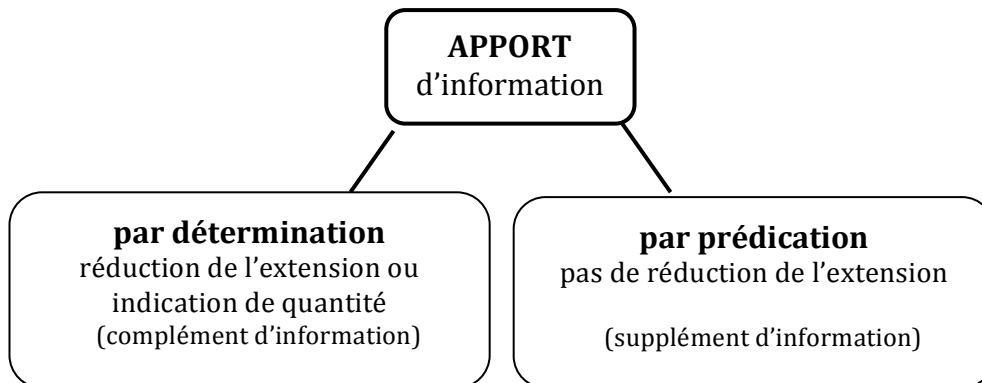 APPORT
d’information
par détermination
réduction de l’extension ou
indication de quantité
(complément d’information)
par prédication
pas de réduction de l’extension
(supplément d’information)